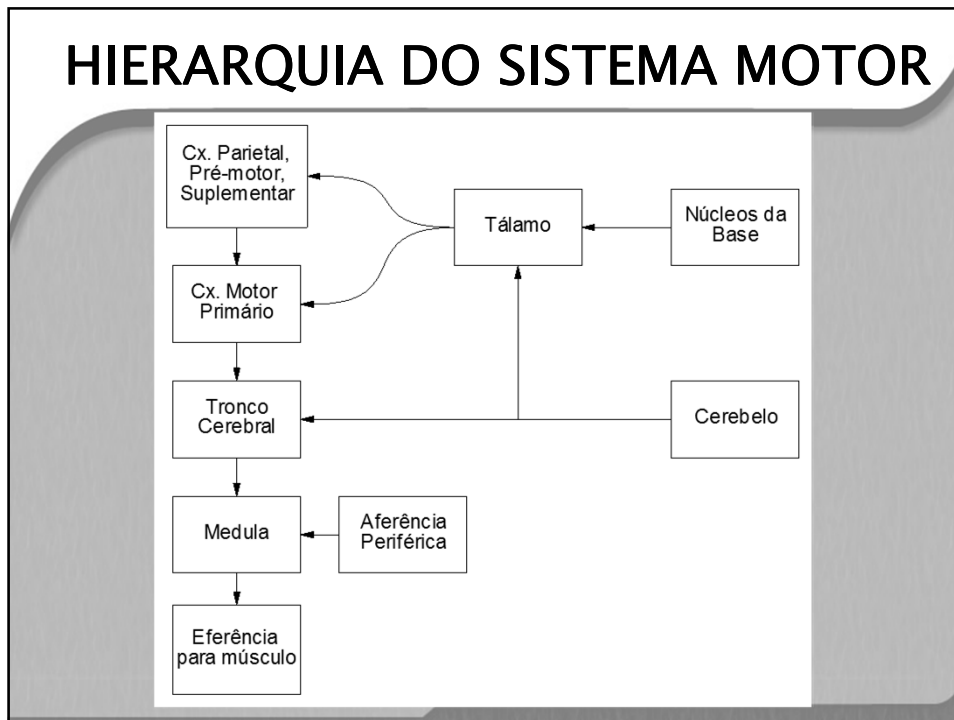 HIERARQUIA DO SISTEMA MOTOR
Cx. Parietal,
Pré-motor,
Suplementar
Tálamo
Núcleos da
Base
Cx. Motor
Primário
Tronco
Cerebral
Cerebelo
Medula
Aferência
Periférica
Eferência
para músculo